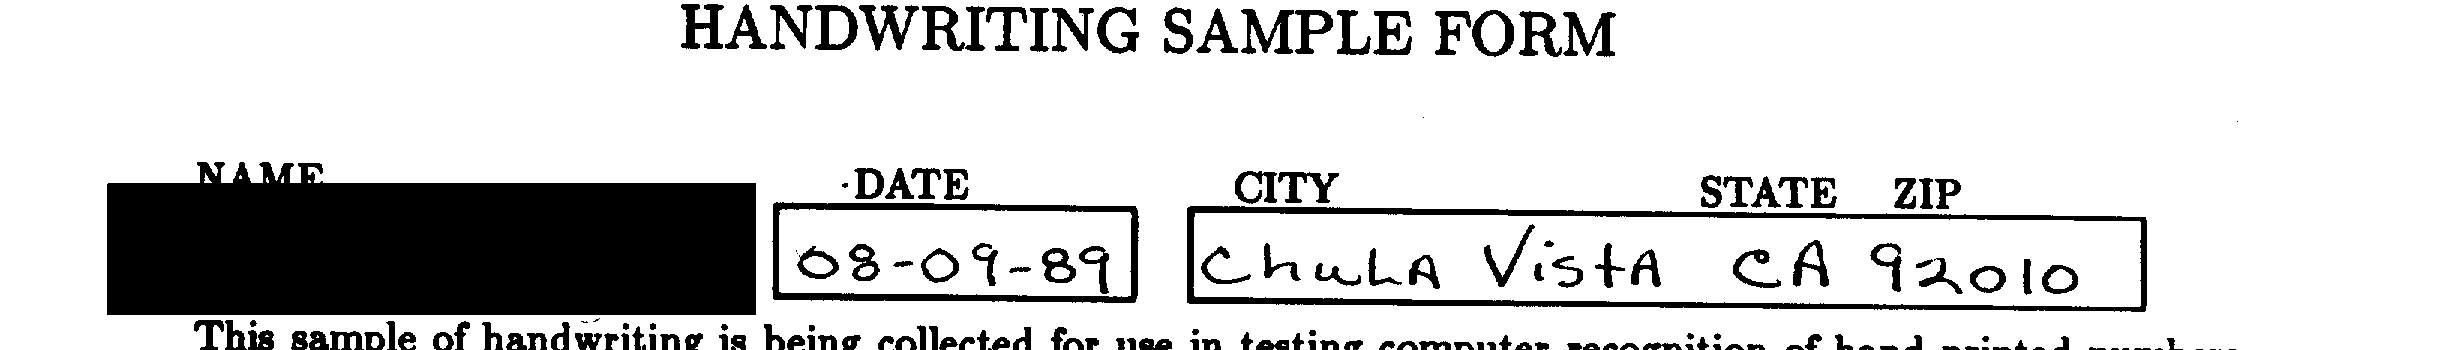 HANDWRITING SAMPLE FORM
NAME DATE CITY STATE ZIP
08-09-89 ChuLA VistA CA 92010
This sample of handwriting is being collected for use in testing computer recognition of hand printed numbers